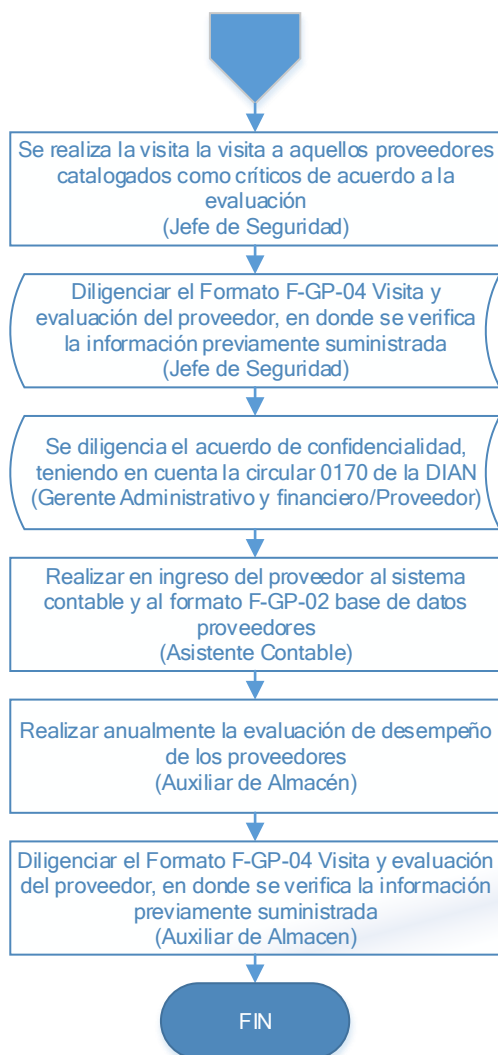 Se realiza la visita la visita a aquellos proveedores
catalogados como críticos de acuerdo a la
evaluación
(Jefe de Seguridad)
Diligenciar el Formato F-GP-04 Visita y
evaluación del proveedor, en donde se verifica
la información previamente suministrada
(Jefe de Seguridad)
Se diligencia el acuerdo de confidencialidad,
teniendo en cuenta la circular 0170 de la DIAN
(Gerente Administrativo y financiero/Proveedor)
Realizar en ingreso del proveedor al sistema
contable y al formato F-GP-02 base de datos
proveedores
(Asistente Contable)
Realizar anualmente la evaluación de desempeño
de los proveedores
(Auxiliar de Almacén)
Diligenciar el Formato F-GP-04 Visita y evaluación
del proveedor, en donde se verifica la información
previamente suministrada
(Auxiliar de Almacen)
FIN